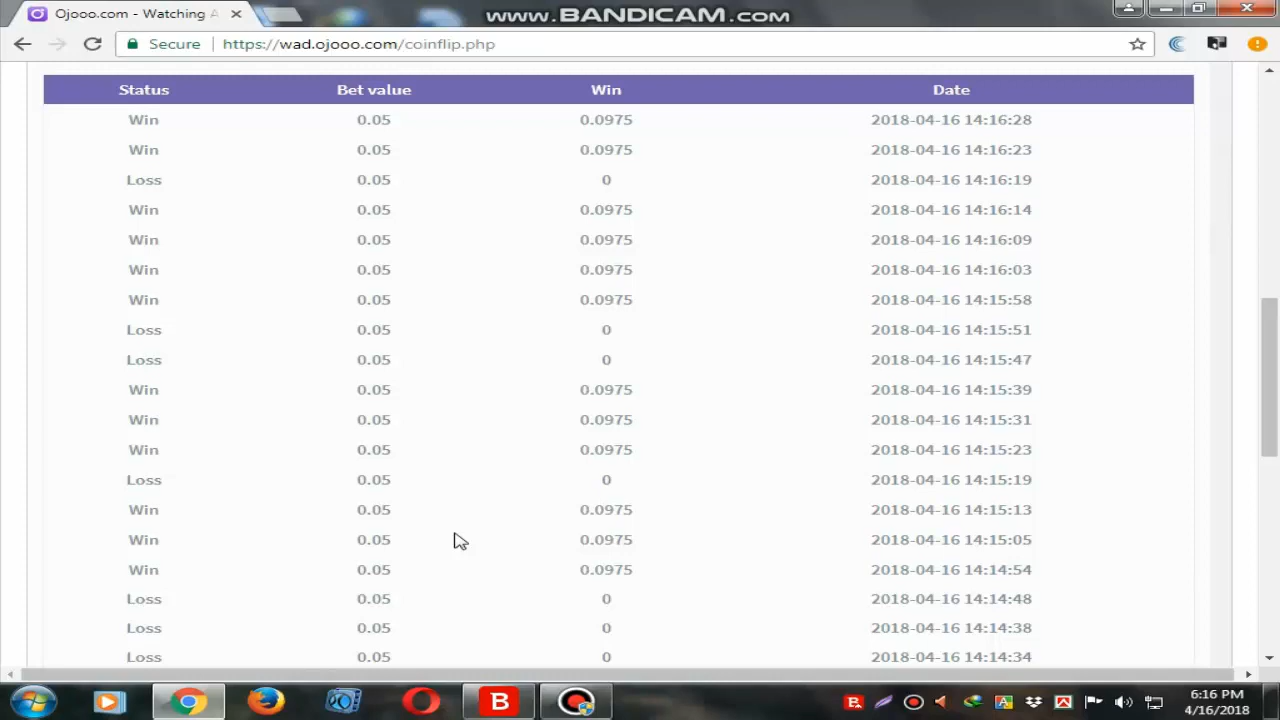 Ojooo.com - Watching A
www.BANDICAM.com
Secure https://wad.ojooo.com/coinflip.php
Status Bet value Win Date
Win 0.05 0.0975 2018-04-16 14:16:28
Win 0.05 0.0975 2018-04-16 14:16:23
Loss 0.05 0 2018-04-16 14:16:19
Win 0.05 0.0975 2018-04-16 14:16:14
Win 0.05 0.0975 2018-04-16 14:16:09
Win 0.05 0.0975 2018-04-16 14:16:03
Win 0.05 0.0975 2018-04-16 14:15:58
Loss 0.05 0 2018-04-16 14:15:51
Loss 0.05 0 2018-04-16 14:15:47
Win 0.05 0.0975 2018-04-16 14:15:39
Win 0.05 0.0975 2018-04-16 14:15:31
Win 0.05 0.0975 2018-04-16 14:15:23
Loss 0.05 0 2018-04-16 14:15:19
Win 0.05 0.0975 2018-04-16 14:15:13
Win 0.05 0.0975 2018-04-16 14:15:05
Win 0.05 0.0975 2018-04-16 14:14:54
Loss 0.05 0 2018-04-16 14:14:48
Loss 0.05 0 2018-04-16 14:14:38
Loss 0.05 0 2018-04-16 14:14:34
B
6:16 PM
4/16/2018